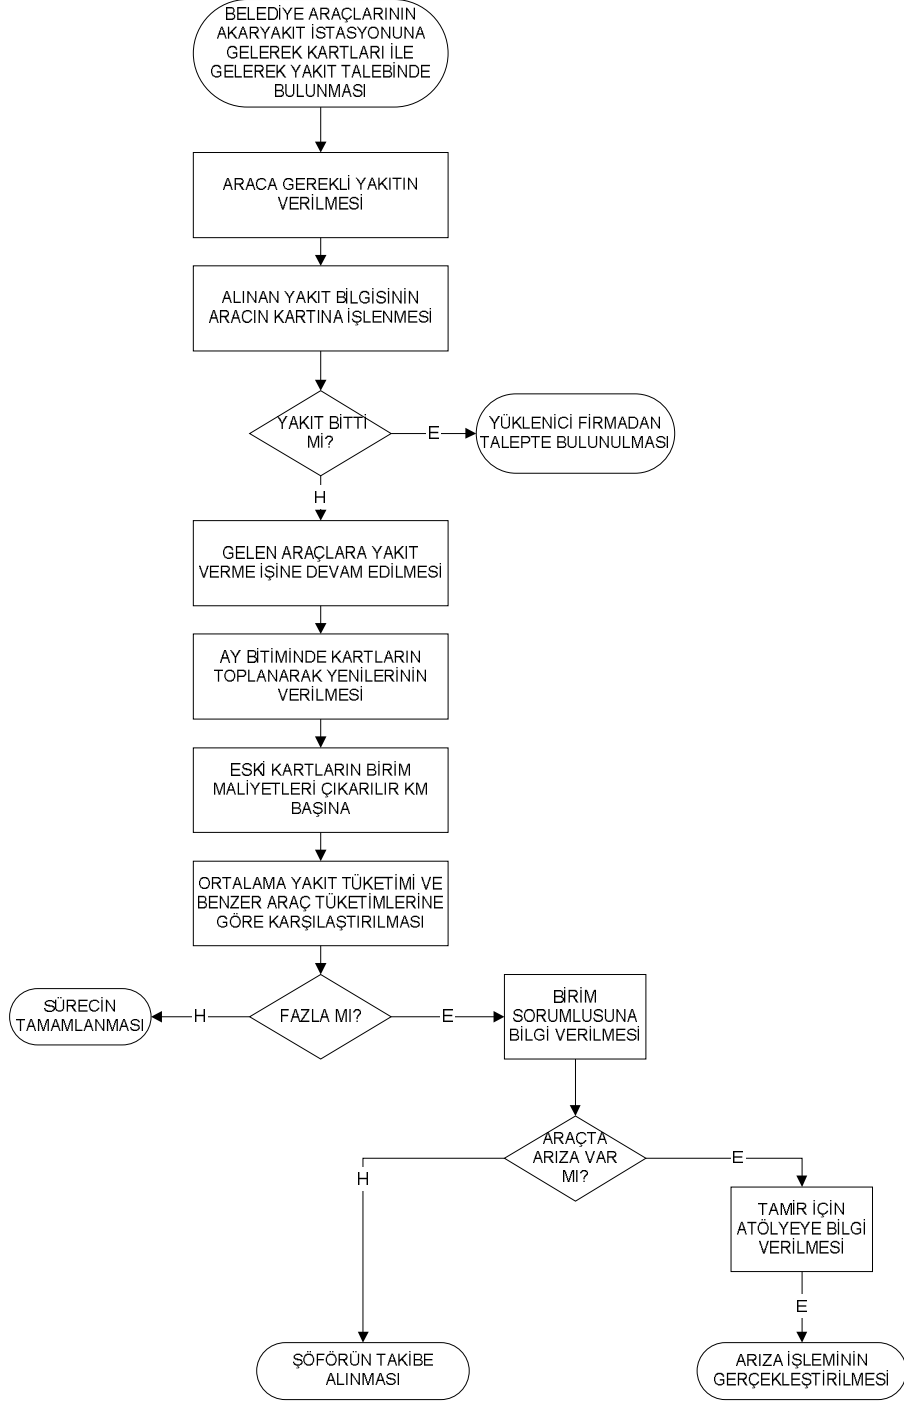 BELEDİYE ARAÇLARININ
AKARYAKIT İSTASYONUNA
GELEREK KARTLARI İLE
GELEREK YAKIT TALEBİNDE
BULUNMASI
ARACA GEREKLİ YAKITIN
VERİLMESİ
ALINAN YAKIT BİLGİSİNİN
ARACIN KARTINA İŞLENMESİ
YAKIT BİTTİ
Mİ?
E
YÜKLENİCİ FİRMADAN
TALEPTE BULUNULMASI
H
GELEN ARAÇLARA YAKIT
VERME İŞİNE DEVAM EDİLMESİ
AY BİTİMİNDE KARTLARIN
TOPLANARAK YENİLERİNİN
VERİLMESİ
ESKİ KARTLARIN BİRİM
MALİYETLERİ ÇIKARILIR KM
BAŞINA
ORTALAMA YAKIT TÜKETİMİ VE
BENZER ARAÇ TÜKETİMLERİNE
GÖRE KARŞILAŞTIRILMASI
FAZLA MI?
H
SÜRECİN
TAMAMLANMASI
E
BİRİM
SORUMLUSUNA
BİLGİ VERİLMESİ
ARAÇTA
ARIZA VAR
MI?
H
E
TAMİR İÇİN
ATÖLYEYE BİLGİ
VERİLMESİ
E
ŞÖFÖRÜN TAKİBE
ALINMASI
ARIZA İŞLEMİNİN
GERÇEKLEŞTİRİLMESİ